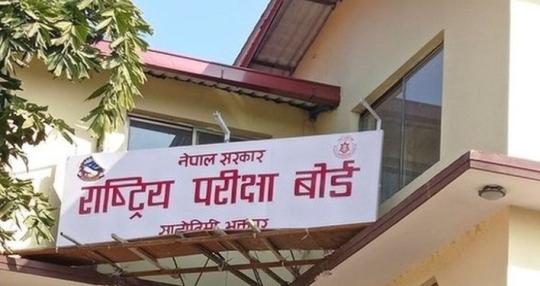 नेपाल सरकार
राष्ट्रिय परीक्षा बोर्ड